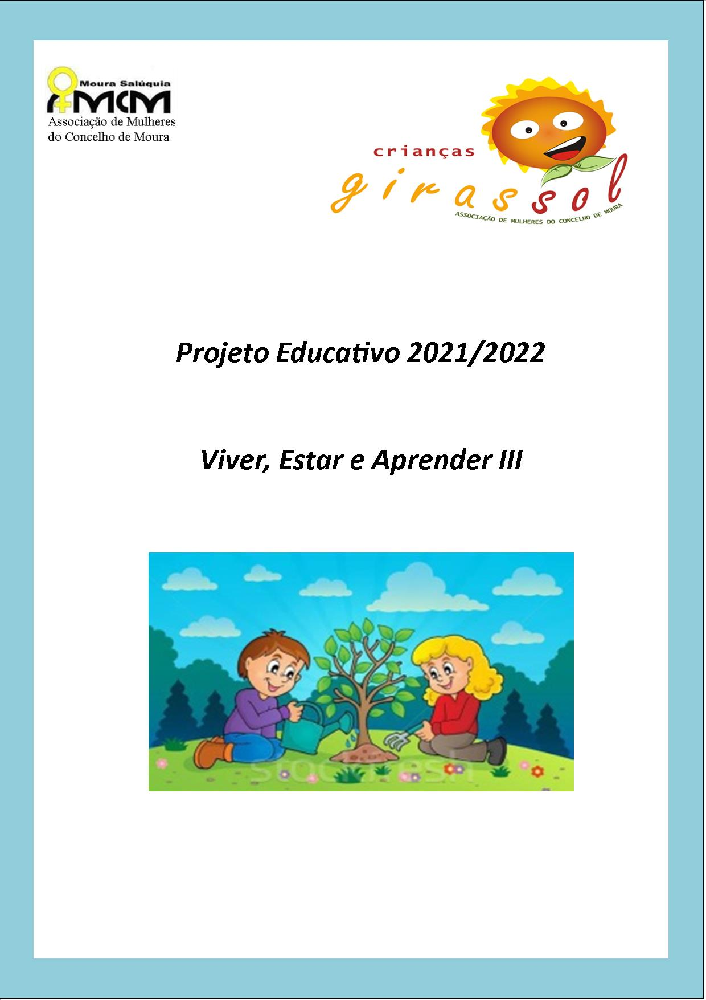 Moura Salúquia
AMCM
Associação de Mulheres
do Concelho de Moura
crianças
girassol
ASSOCIAÇÃO DE MULHERES DO CONCELHO DE MOURA
Projeto Educativo 2021/2022
Viver, Estar e Aprender III
stockfresh